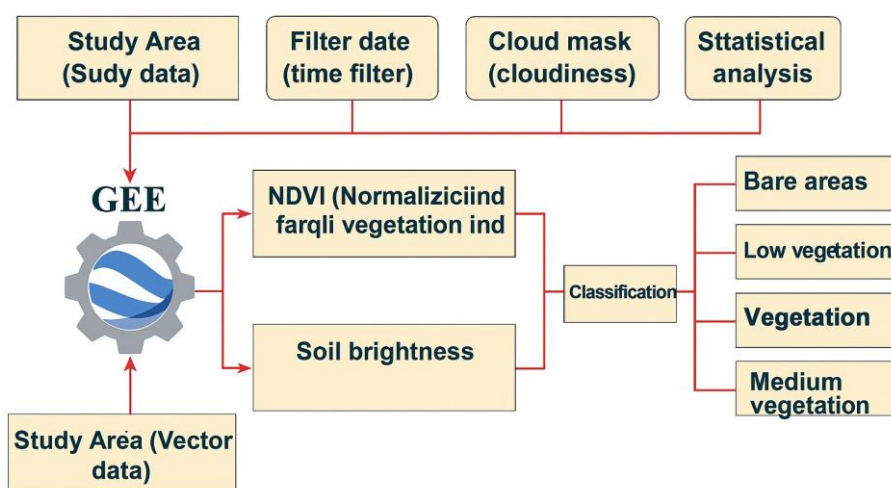 Study Area
(Sudy data)
Filter date
(time filter)
Cloud mask
(cloudiness)
Sttatistical
analysis
GEE
NDVI (Normaliziciind
farqli vegetation ind
Soil brightness
Classification
Bare areas
Low vegetation
Vegetation
Medium
vegetation
Study Area (Vector
data)